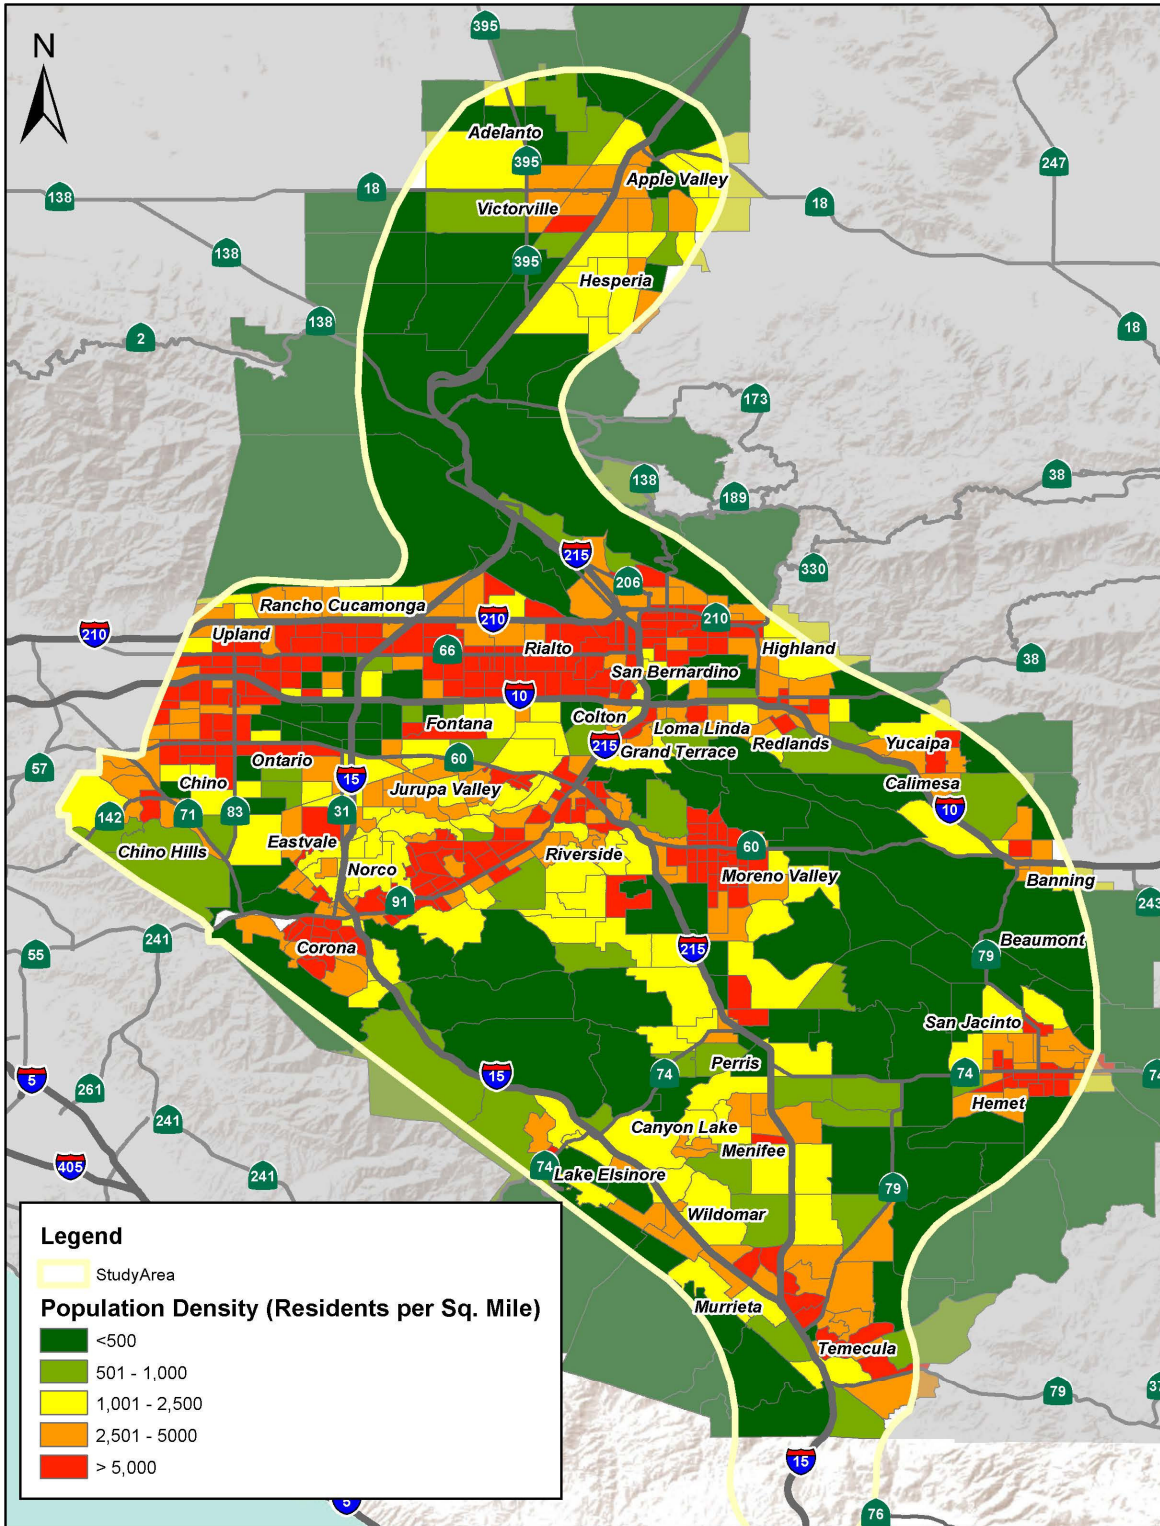 N
395
Adelanto
395
247
Apple Valley
138
18
18
Victorville
138
395
Hesperia
138
2
18
173
138
38
189
215
330
206
Rancho Cucamonga
210
210
210
Upland
66
Rialto
Highland
38
San Bernardino
10
Fontana
Colton
Loma Linda
215
Grand Terrace
Redlands
Yucaipa
57
Ontario
60
15
Chino
Jurupa Valley
Calimesa
142
71
83
31
10
Eastvale
60
Chino Hills
Riverside
Norco
Moreno Valley
Banning
91
243
241
Corona
215
Beaumont
55
79
San Jacinto
Perris
5
261
15
74
74
74
Hemet
241
Canyon Lake
Menifee
405
241
74
Lake Elsinore
79
Wildomar
Murrieta
Temecula
79
37
15
5
76
Legend
StudyArea
Population Density (Residents per Sq. Mile)
<500
501 - 1,000
1,001 - 2,500
2,501 - 5000
> 5,000